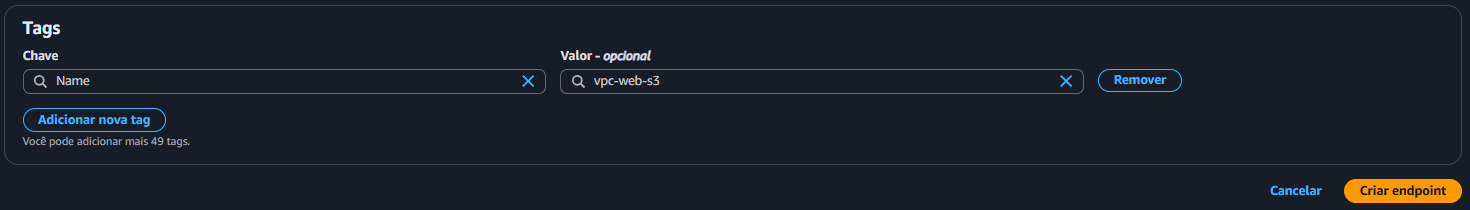 Tags
Chave
Valor - opcional
Name
vpc-web-s3
Remover
Adicionar nova tag
Você pode adicionar mais 49 tags.
Cancelar
Criar endpoint